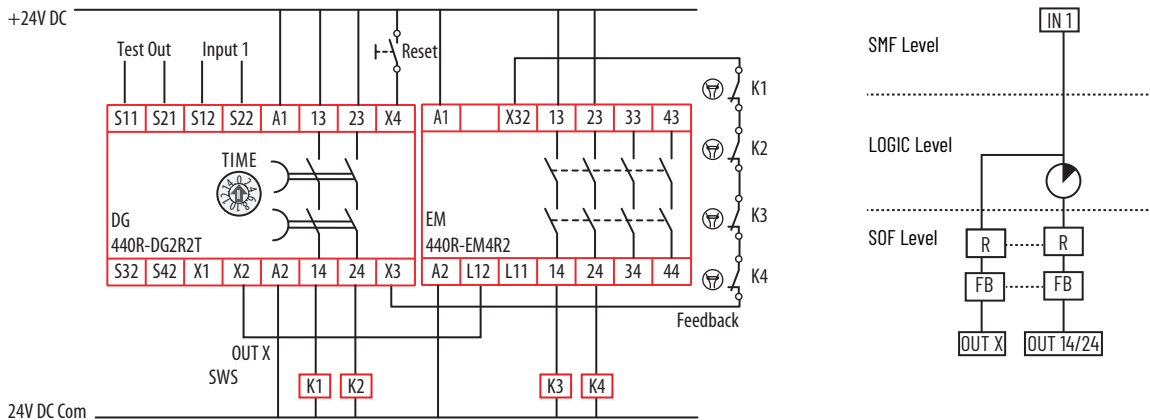 +24V DC
Test Out
Input 1
Reset
S11 S21 S12 S22 A1 13 23 X4
A1 X32 13 23 33 43
TIME
DG
440R-DG2R2T
EM
440R-EM4R2
S32 S42 X1 X2 A2 14 24 X3
A2 L12 L11 14 24 34 44
K1
K2
K3
K4
Feedback
OUT X
SWS
K1 K2 K3 K4
24V DC Com
IN 1
SMF Level
LOGIC Level
SOF Level
R R
FB FB
OUT X OUT 14/24